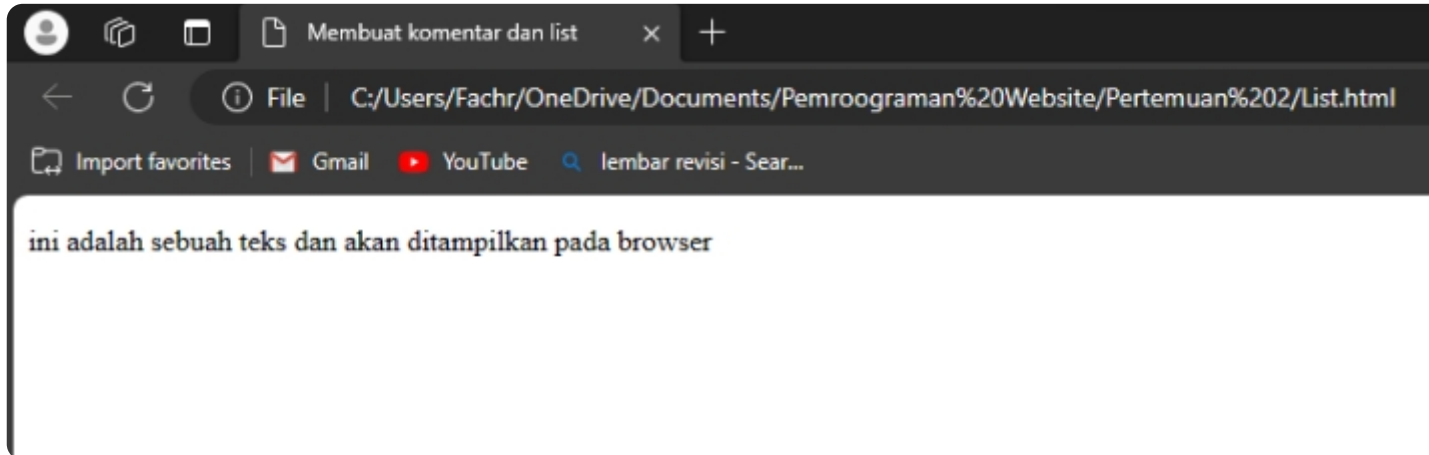 Membuat komentar dan list
File C:/Users/Fachr/OneDrive/Documents/Pemroograman%20Website/Pertemuan%202/List.html
Import favorites Gmail YouTube lembar revisi - Sear...
ini adalah sebuah teks dan akan ditampilkan pada browser